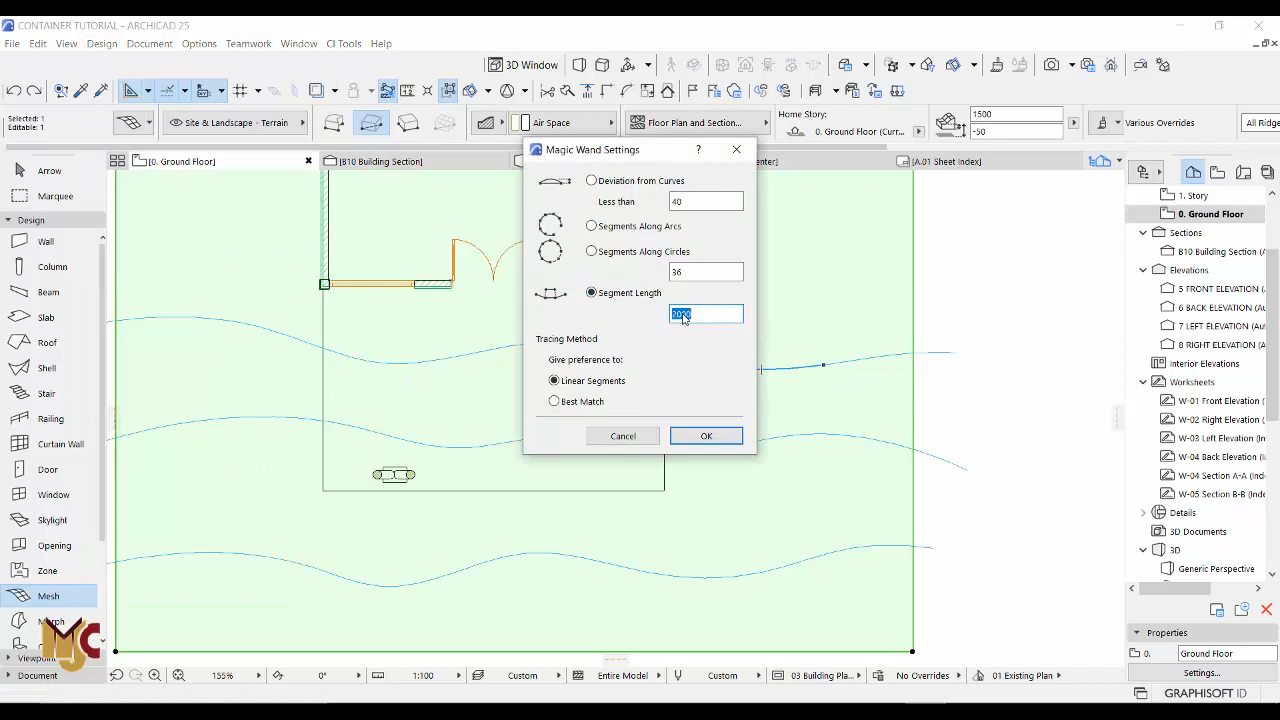 CONTAINER TUTORIAL - ARCHICAD 25
File Edit View Design Document Options Teamwork Window CI Tools Help
3D Window
Selected: 1
Editable: 1
Site & Landscape - Terrain
Air Space
Floor Plan and Section...
Home Story:
0. Ground Floor (Curr...
1500
-50
Various Overrides
All Ridge
[0. Ground Floor]
[B10 Building Section]
[A.01 Sheet Index]
Arrow
Marquee
Design
Wall
Column
Beam
Slab
Roof
Shell
Stair
Railing
Curtain Wall
Door
Window
Skylight
Opening
Zone
Mesh
Morph
Viewpoint
Document
MJC
Magic Wand Settings
?
Deviation from Curves
Less than
40
Segments Along Arcs
Segments Along Circles
36
Segment Length
2000
Tracing Method
Give preference to:
Linear Segments
Best Match
Cancel
OK
1. Story
0. Ground Floor
Sections
B10 Building Section (A
Elevations
5 FRONT ELEVATION (
6 BACK ELEVATION (
7 LEFT ELEVATION (
8 RIGHT ELEVATION (
Interior Elevations
Worksheets
W-01 Front Elevation (
W-02 Right Elevation (
W-03 Left Elevation (
W-04 Back Elevation (
W-04 Section A-A (Inde
W-05 Section B-B (Inde
Details
3D Documents
3D
Generic Perspective
Properties
0.
Ground Floor
Settings...
155%
0°
1:100
Custom
Entire Model
Custom
03 Building Pla...
No Overrides
01 Existing Plan
GRAPHISOFT ID